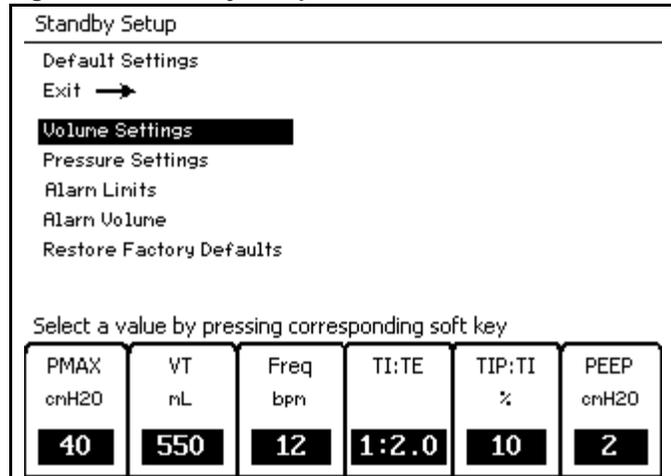 Standby Setup
Default Settings
Exit
Volume Settings
Pressure Settings
Alarm Limits
Alarm Volume
Restore Factory Defaults
Select a value by pressing corresponding soft key
PMAX VT Freq TI:TE TIP:TI PEEP
cmH2O mL bpm % cmH2O
40 550 12 1:2.0 10 2